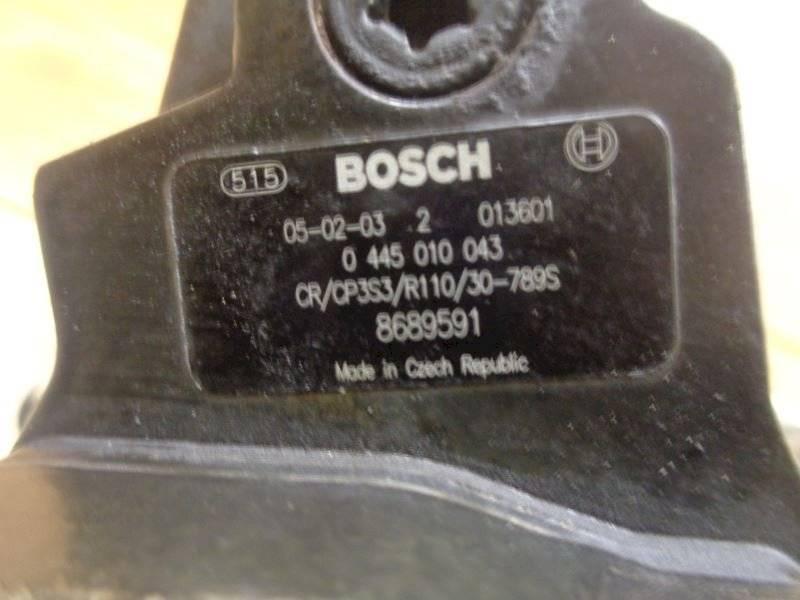 515 BOSCH
05-02-03 2 013601
0 445 010 043
CR/CP3S3/R110/30-789S
8689591
Made in Czech Republic